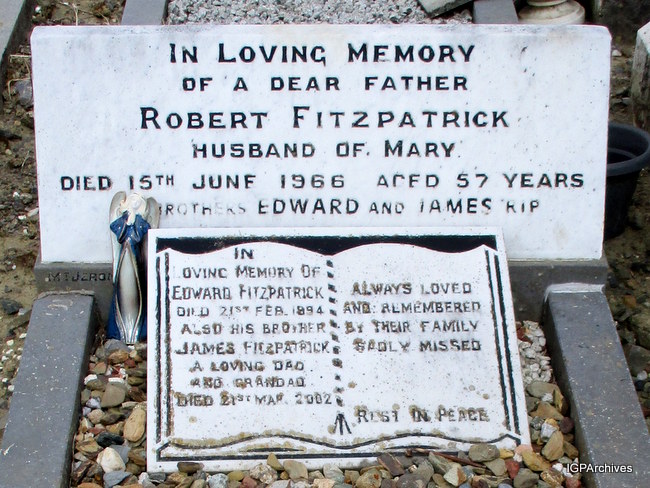 In Loving Memory
OF A DEAR FATHER
ROBERT FITZPATRICK
HUSBAND OF MARY
DIED 15TH JUNE 1966 AGED 57 YEARS
BROTHERS EDWARD AND JAMES RIP
IN
LOVING MEMORY OF
EDWARD FITZPATRICK
DIED 21ST FEB. 1994
ALSO HIS BROTHER
JAMES FITZPATRICK
A LOVING DAD
AND GRANDAD
DIED 21ST MAR. 2002
ALWAYS LOVED
AND REMEMBERED
BY THEIR FAMILY
SADLY MISSED
REST IN PEACE
IGPArchives